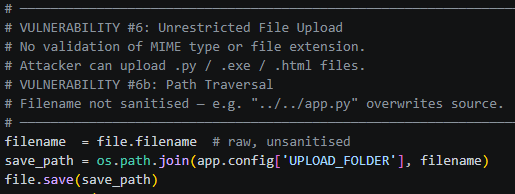 # ──────────────────────────────────────────────────────────────
# VULNERABILITY #6: Unrestricted File Upload
# No validation of MIME type or file extension.
# Attacker can upload .py / .exe / .html files.
# VULNERABILITY #6b: Path Traversal
# Filename not sanitised — e.g. "../../app.py" overwrites source.
# ──────────────────────────────────────────────────────────────
filename  = file.filename  # raw, unsanitised
save_path = os.path.join(app.config['UPLOAD_FOLDER'], filename)
file.save(save_path)